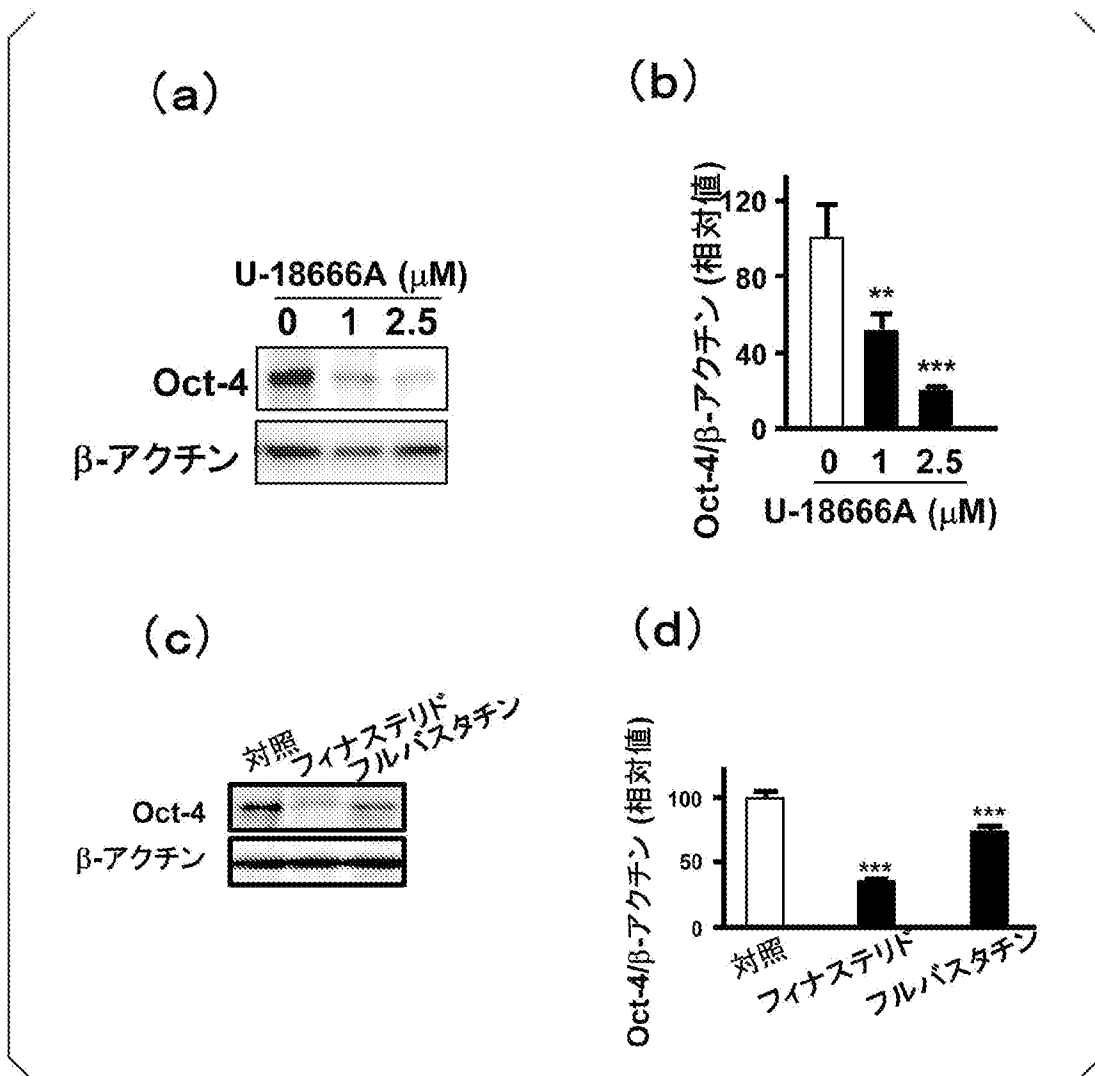 (a)
U-18666A (μM)
0 1 2.5
Oct-4
β-アクチン
(b)
Oct-4/β-アクチン (相対値)
120
80
40
0
** 
***
0 1 2.5
U-18666A (μM)
(c)
対照 フィナステリド フルバスタチン
Oct-4
β-アクチン
(d)
Oct-4/β-アクチン (相対値)
100
50
0
***
***
対照 フィナステリド フルバスタチン